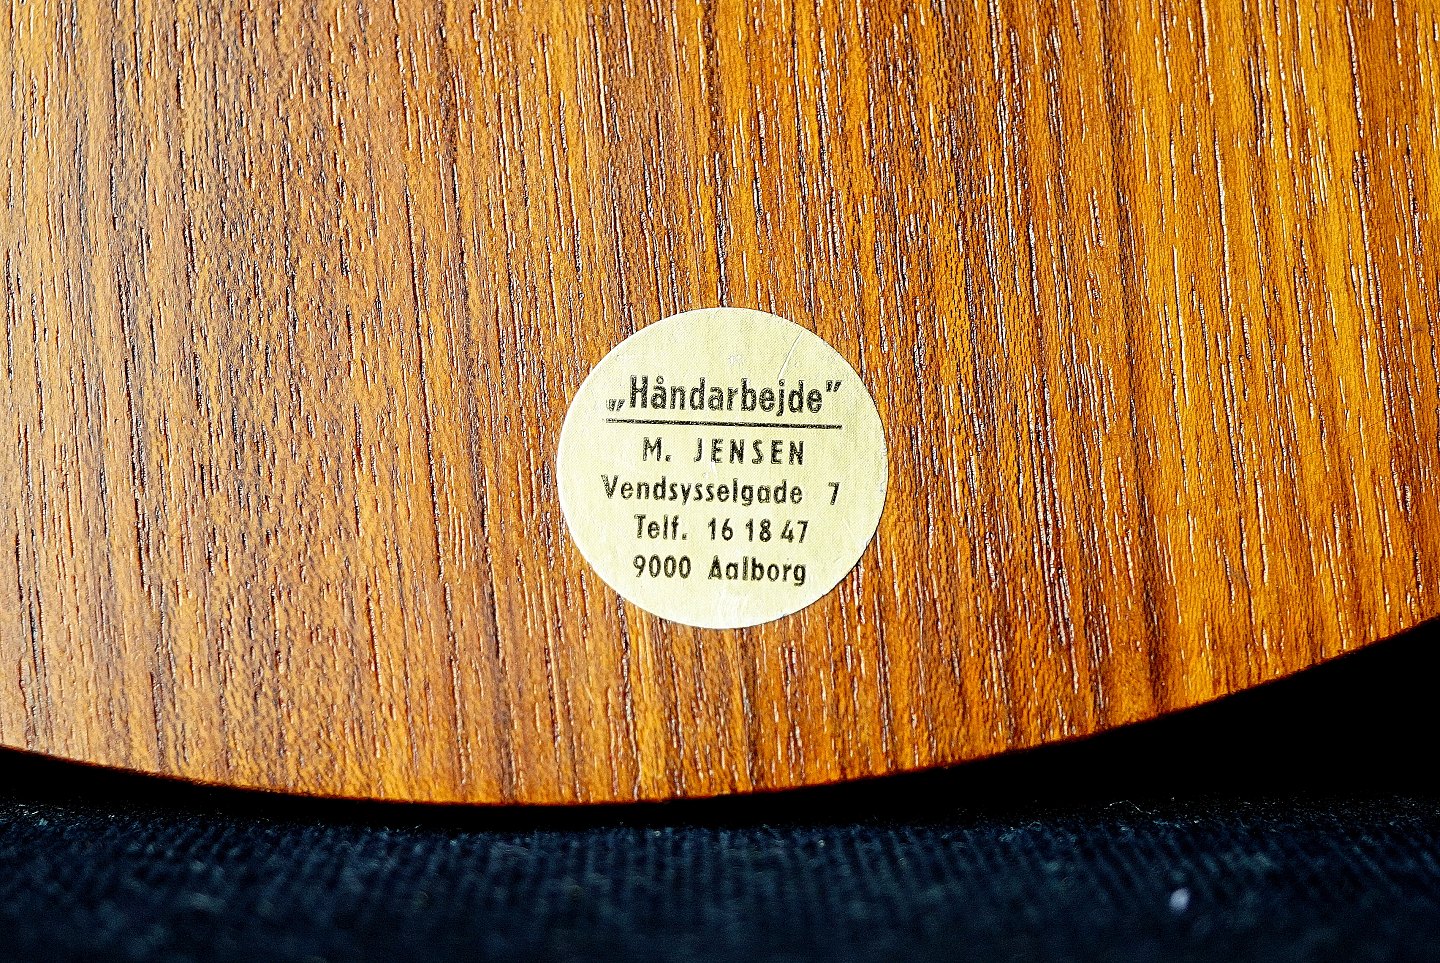 „Håndarbejde”
M. JENSEN
Vendsysselgade 7
Telf. 16 18 47
9000 Aalborg